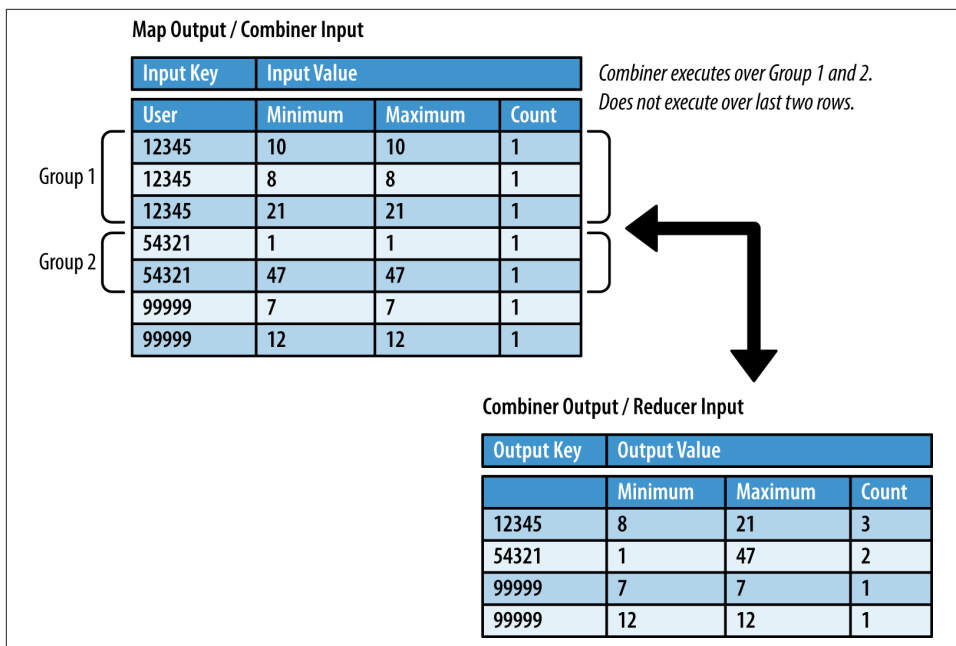 Map Output / Combiner Input
Input Key Input Value
Combiner executes over Group 1 and 2.
Does not execute over last two rows.
User Minimum Maximum Count
12345 10 10 1
Group 1
12345 8 8 1
12345 21 21 1
54321 1 1 1
Group 2
54321 47 47 1
99999 7 7 1
99999 12 12 1
Combiner Output / Reducer Input
Output Key Output Value
Minimum Maximum Count
12345 8 21 3
54321 1 47 2
99999 7 7 1
99999 12 12 1